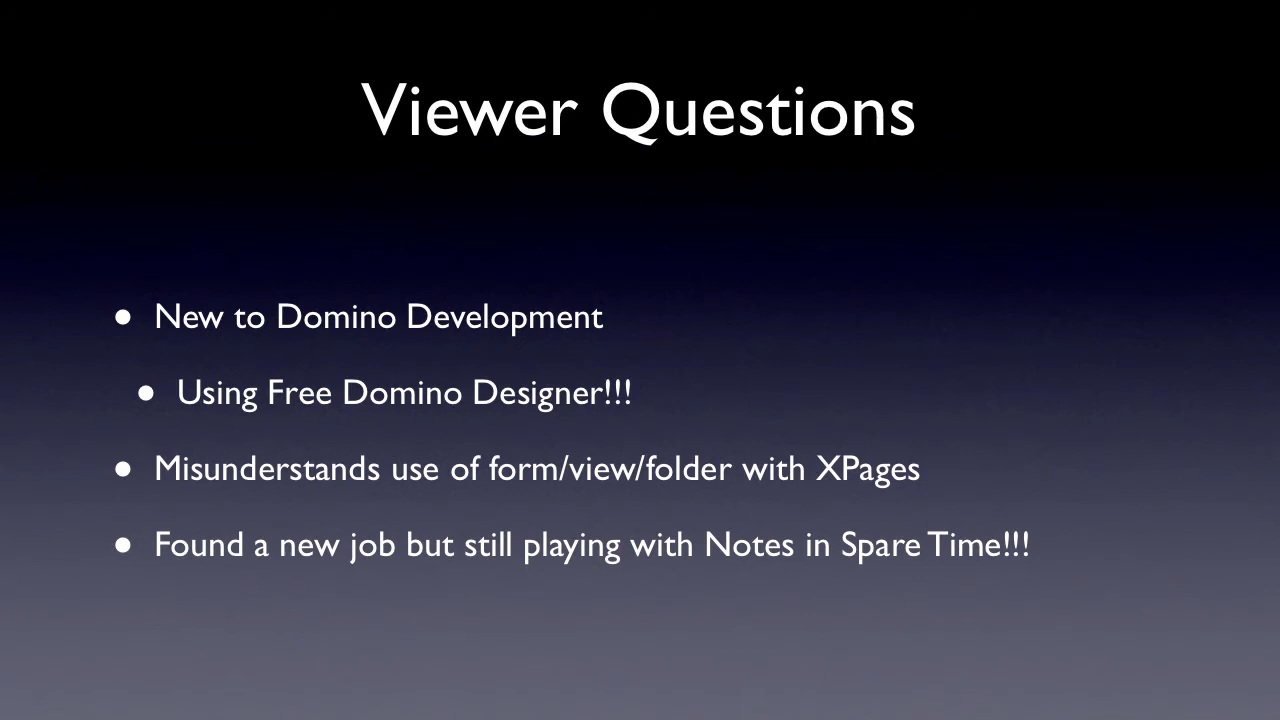 Viewer Questions
• New to Domino Development
• Using Free Domino Designer!!!
• Misunderstands use of form/view/folder with XPages
• Found a new job but still playing with Notes in Spare Time!!!